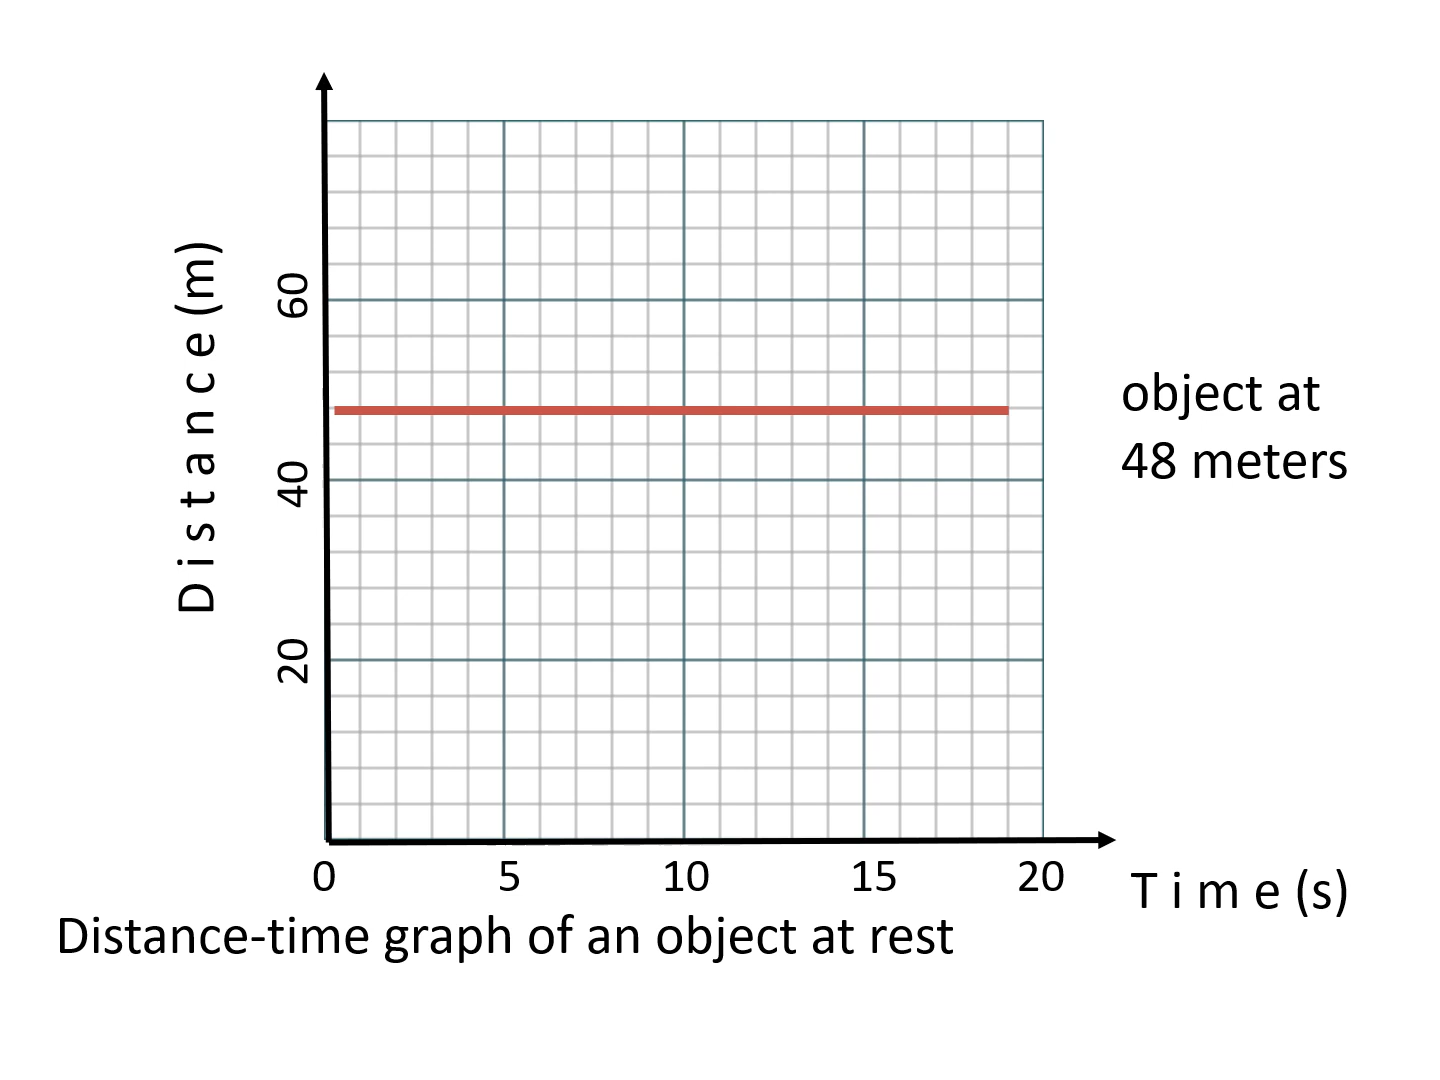 Distance (m)
60
40
20
object at
48 meters
0 5 10 15 20
Time (s)
Distance-time graph of an object at rest